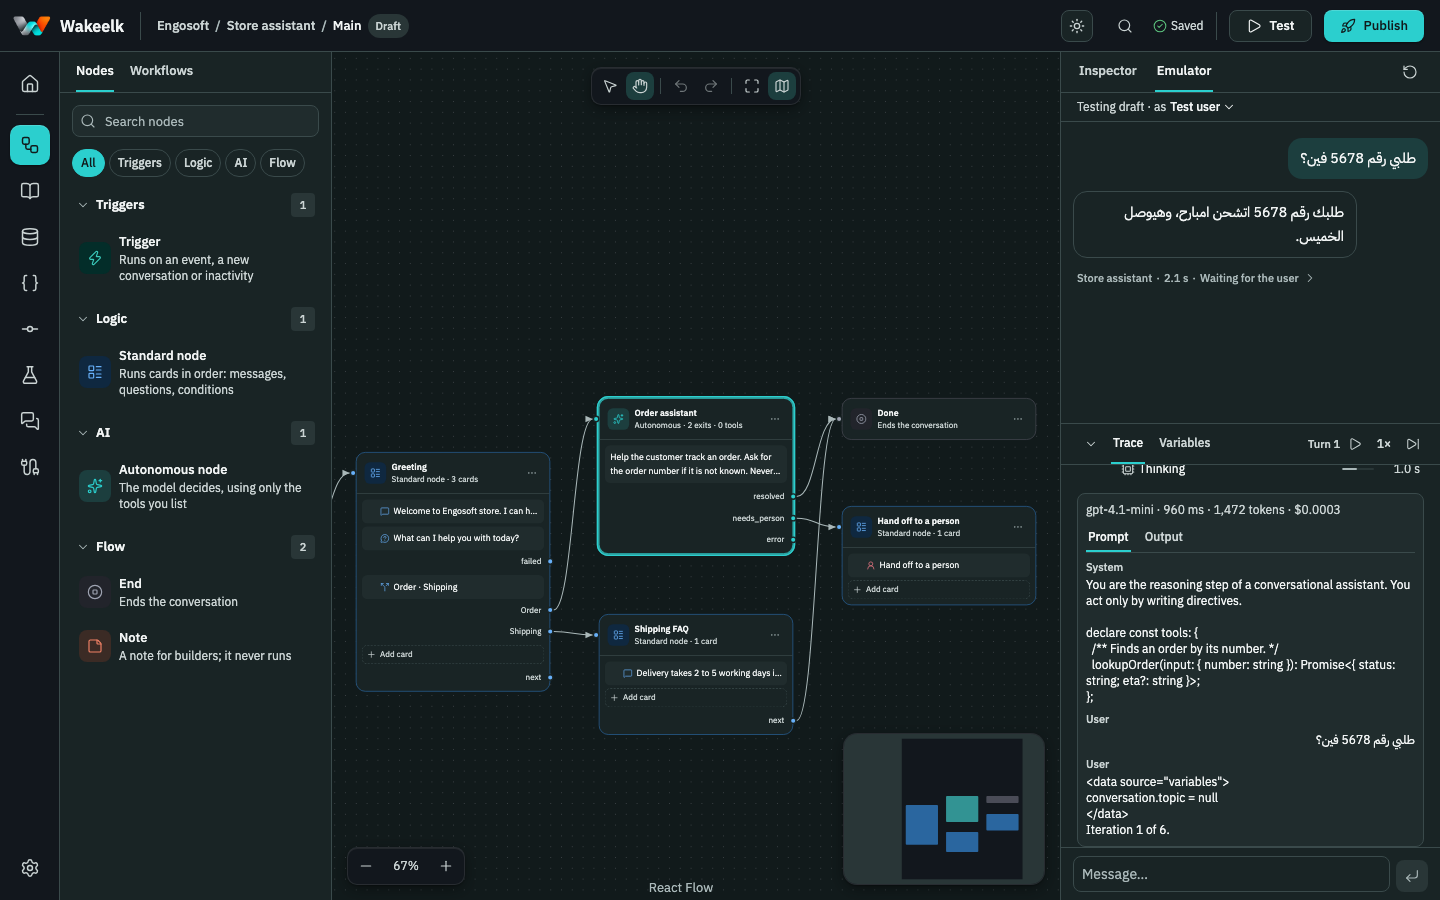 Wakeelk
Engosoft / Store assistant / Main Draft
Saved
Test
Publish
Nodes Workflows
Search nodes
All Triggers Logic AI Flow
Triggers 1
Trigger
Runs on an event, a new
conversation or inactivity
Logic 1
Standard node
Runs cards in order: messages,
questions, conditions
AI 1
Autonomous node
The model decides, using only the
tools you list
Flow 2
End
Ends the conversation
Note
A note for builders; it never runs
Greeting
Standard node · 3 cards
Welcome to Engosoft store. I can h...
What can I help you with today?
failed
Order · Shipping
Order
Shipping
+ Add card
next
Order assistant
Autonomous · 2 exits · 0 tools
Help the customer track an order. Ask for
the order number if it is not known. Never...
resolved
needs_person
error
Shipping FAQ
Standard node · 1 card
Delivery takes 2 to 5 working days i...
+ Add card
next
Done
Ends the conversation
Hand off to a person
Standard node · 1 card
Hand off to a person
+ Add card
67%
React Flow
Inspector Emulator
Testing draft · as Test user
طلبي رقم 5678 فين؟
طلبك رقم 5678 اتشحن امبارح، وهيوصل
الخميس.
Store assistant · 2.1 s · Waiting for the user
Trace Variables Turn 1 1×
Thinking 1.0 s
gpt-4.1-mini · 960 ms · 1,472 tokens · $0.0003
Prompt Output
System
You are the reasoning step of a conversational assistant. You
act only by writing directives.
declare const tools: {
/** Finds an order by its number. */
lookupOrder(input: { number: string }): Promise<{ status:
string; eta?: string }>;
};
User
طلبي رقم 5678 فين؟
User
<data source="variables">
conversation.topic = null
</data>
Iteration 1 of 6.
Message...